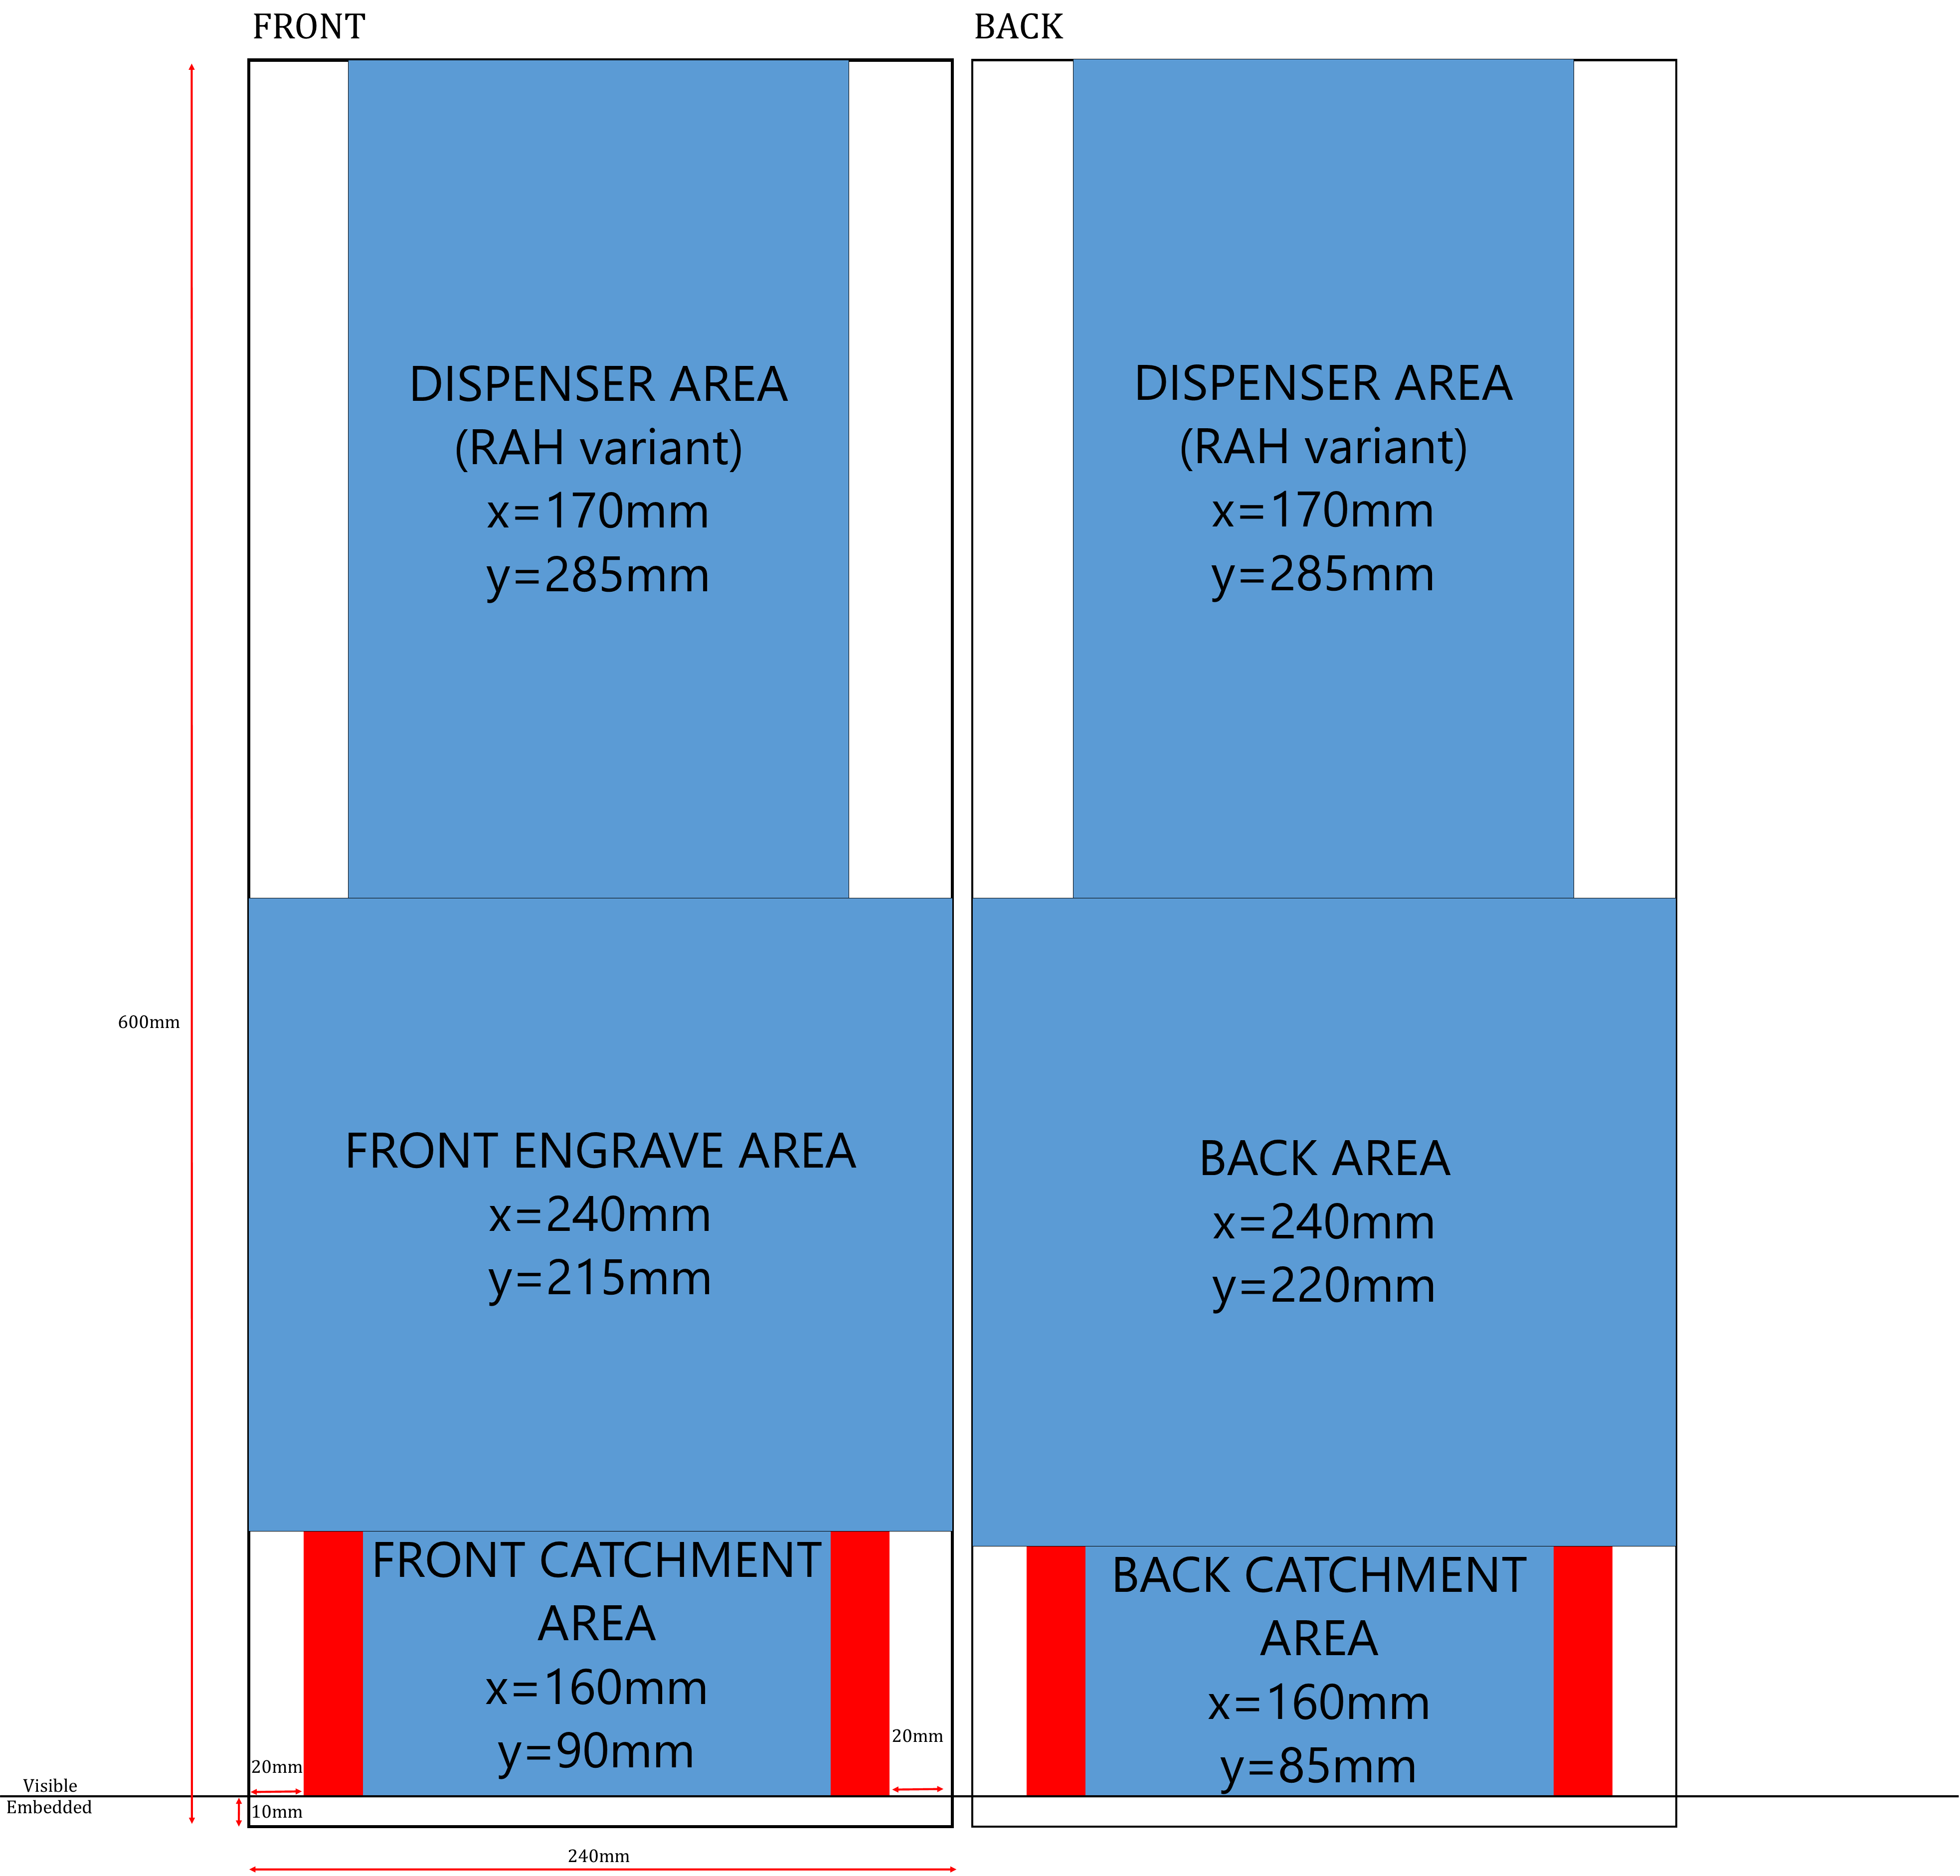 FRONT
BACK
DISPENSER AREA
(RAH variant)
x=170mm
y=285mm
DISPENSER AREA
(RAH variant)
x=170mm
y=285mm
600mm
FRONT ENGRAVE AREA
x=240mm
y=215mm
BACK AREA
x=240mm
y=220mm
FRONT CATCHMENT
AREA
x=160mm
y=90mm
BACK CATCHMENT
AREA
x=160mm
y=85mm
20mm
20mm
Visible
Embedded
10mm
240mm